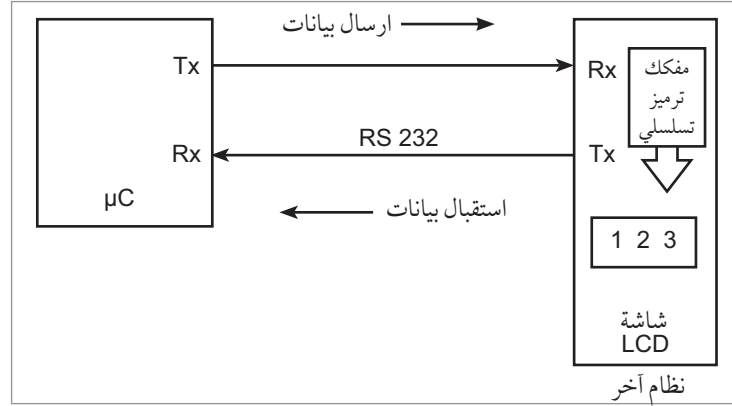 ارسال بيانات
Tx
Rx
مفكك
ترميز
تسلسلي
RS 232
Rx
Tx
µC
استقبال بيانات
1 2 3
شاشة
LCD
نظام آخر